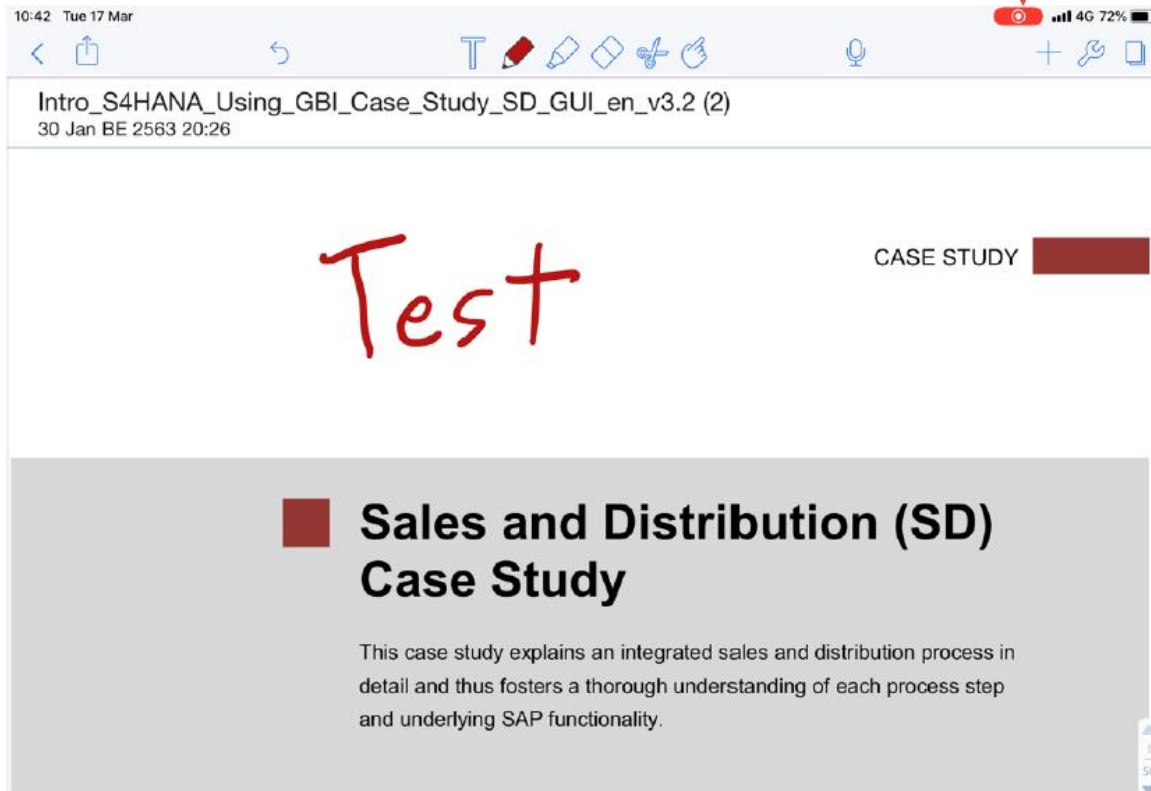 10:42 Tue 17 Mar 4G 72%
Intro_S4HANA_Using_GBI_Case_Study_SD_GUI_en_v3.2 (2)
30 Jan BE 2563 20:26
Test
CASE STUDY
Sales and Distribution (SD)
Case Study
This case study explains an integrated sales and distribution process in
detail and thus fosters a thorough understanding of each process step
and underlying SAP functionality.